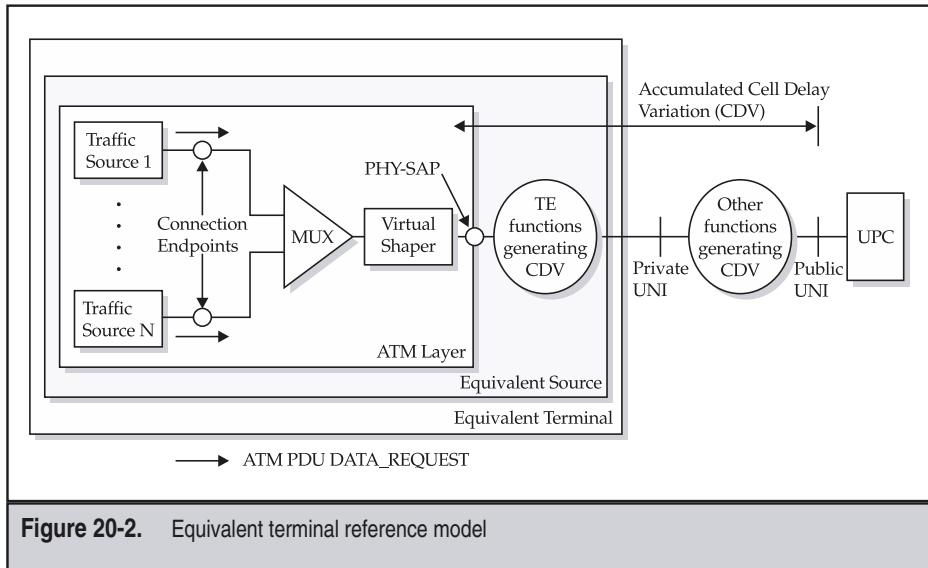 Accumulated Cell Delay
Variation (CDV)
Traffic
Source 1
Connection
Endpoints
Traffic
Source N
MUX
Virtual
Shaper
PHY-SAP
TE
functions
generating
CDV
Private
UNI
Other
functions
generating
CDV
Public
UNI
UPC
ATM Layer
Equivalent Source
Equivalent Terminal
ATM PDU DATA_REQUEST
Figure 20-2. Equivalent terminal reference model